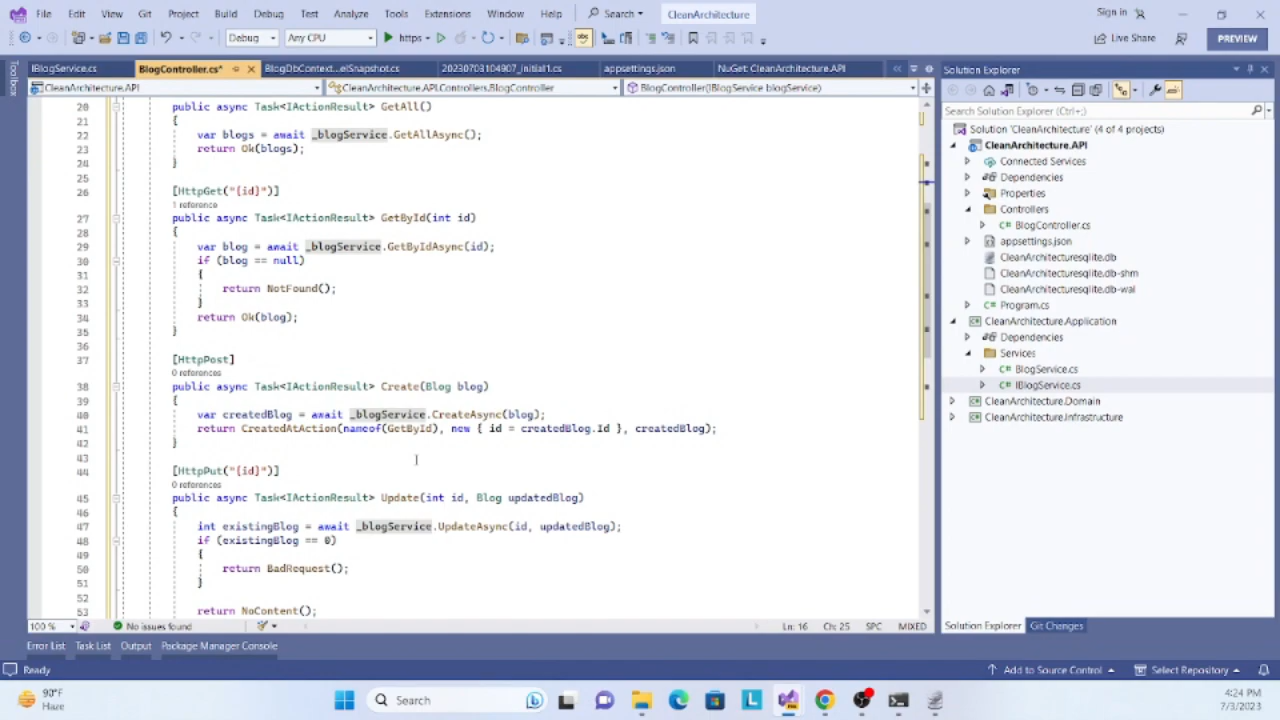 File Edit View Git Project Build Debug Test Analyze Tools Extensions Window Help Search CleanArchitecture Sign in
Debug Any CPU https Live Share PREVIEW
Toolbox
IBlogService.cs BlogController.cs* BlogDbContext...elSnapshot.cs 20230703104907_initial1.cs appsettings.json NuGet: CleanArchitecture.API
CleanArchitecture.API CleanArchitecture.API.Controllers.BlogController BlogController(IBlogService blogService)
20 public async Task<IActionResult> GetAll()
21 {
22 var blogs = await _blogService.GetAllAsync();
23 return Ok(blogs);
24 }
25
26 [HttpGet("{id}")]
1 reference
27 public async Task<IActionResult> GetById(int id)
28 {
29 var blog = await _blogService.GetByIdAsync(id);
30 if (blog == null)
31 {
32 return NotFound();
33 }
34 return Ok(blog);
35 }
36
37 [HttpPost]
0 references
38 public async Task<IActionResult> Create(Blog blog)
39 {
40 var createdBlog = await _blogService.CreateAsync(blog);
41 return CreatedAtAction(nameof(GetById), new { id = createdBlog.Id }, createdBlog);
42 }
43
44 [HttpPut("{id}")]
0 references
45 public async Task<IActionResult> Update(int id, Blog updatedBlog)
46 {
47 int existingBlog = await _blogService.UpdateAsync(id, updatedBlog);
48 if (existingBlog == 0)
49 {
50 return BadRequest();
51 }
52
53 return NoContent();
100 % No issues found Ln: 16 Ch: 25 SPC MIXED
Solution Explorer
Search Solution Explorer (Ctrl+;)
Solution 'CleanArchitecture' (4 of 4 projects)
CleanArchitecture.API
Connected Services
Dependencies
Properties
Controllers
C# BlogController.cs
appsettings.json
CleanArchitecturesqlite.db
CleanArchitecturesqlite.db-shm
CleanArchitecturesqlite.db-wal
C# Program.cs
CleanArchitecture.Application
Dependencies
Services
C# BlogService.cs
C# IBlogService.cs
CleanArchitecture.Domain
CleanArchitecture.Infrastructure
Solution Explorer Git Changes
Error List Task List Output Package Manager Console
Ready Add to Source Control Select Repository
90°F
Haze
Search
4:24 PM
7/3/2023